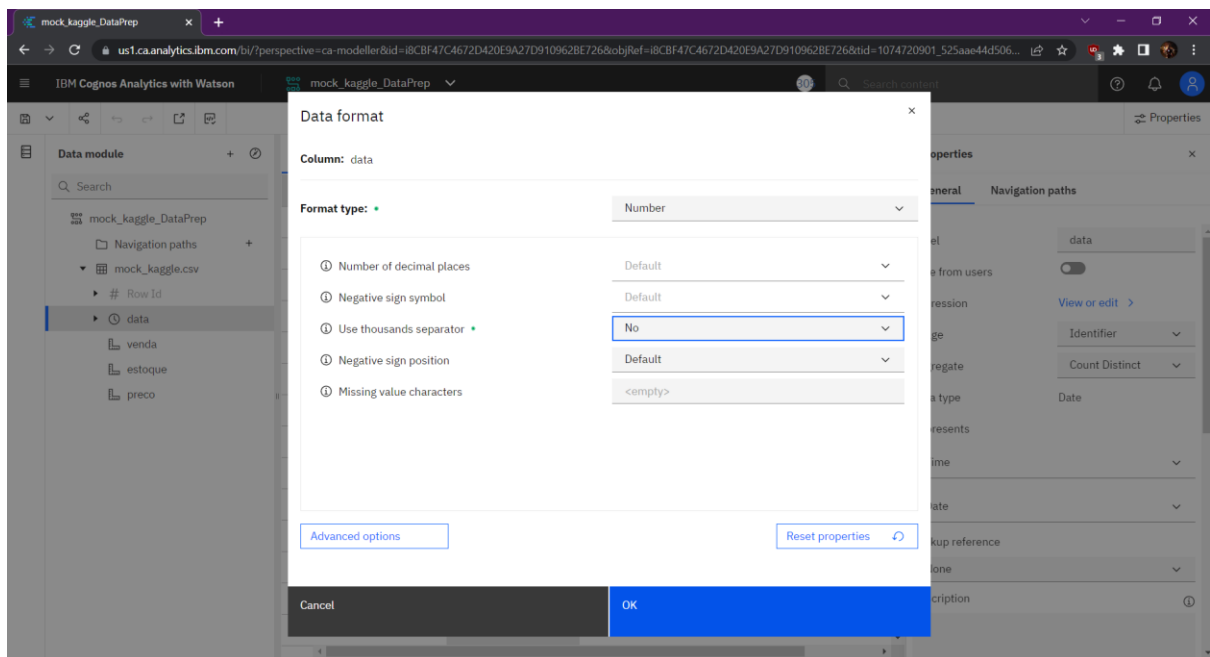 mock_kaggle_DataPrep
us1.ca.analytics.ibm.com/bi/?perspective=ca-modeller&id=i8CBF47C4672D420E9A27D910962BE726&objRef=i8CBF47C4672D420E9A27D910962BE726&tid=1074720901_525aae44d506...
IBM Cognos Analytics with Watson
mock_kaggle_DataPrep
Search content
Properties
Data module
Search
mock_kaggle_DataPrep
Navigation paths
mock_kaggle.csv
# Row Id
data
venda
estoque
preco
Data format
Column: data
Format type: Number
Number of decimal places Default
Negative sign symbol Default
Use thousands separator No
Negative sign position Default
Missing value characters <empty>
Advanced options
Reset properties
Cancel
OK
operties
eneral Navigation paths
el data
e from users
ression View or edit
ge Identifier
regate Count Distinct
a type Date
resents
ime
ate
kup reference
lone
cription